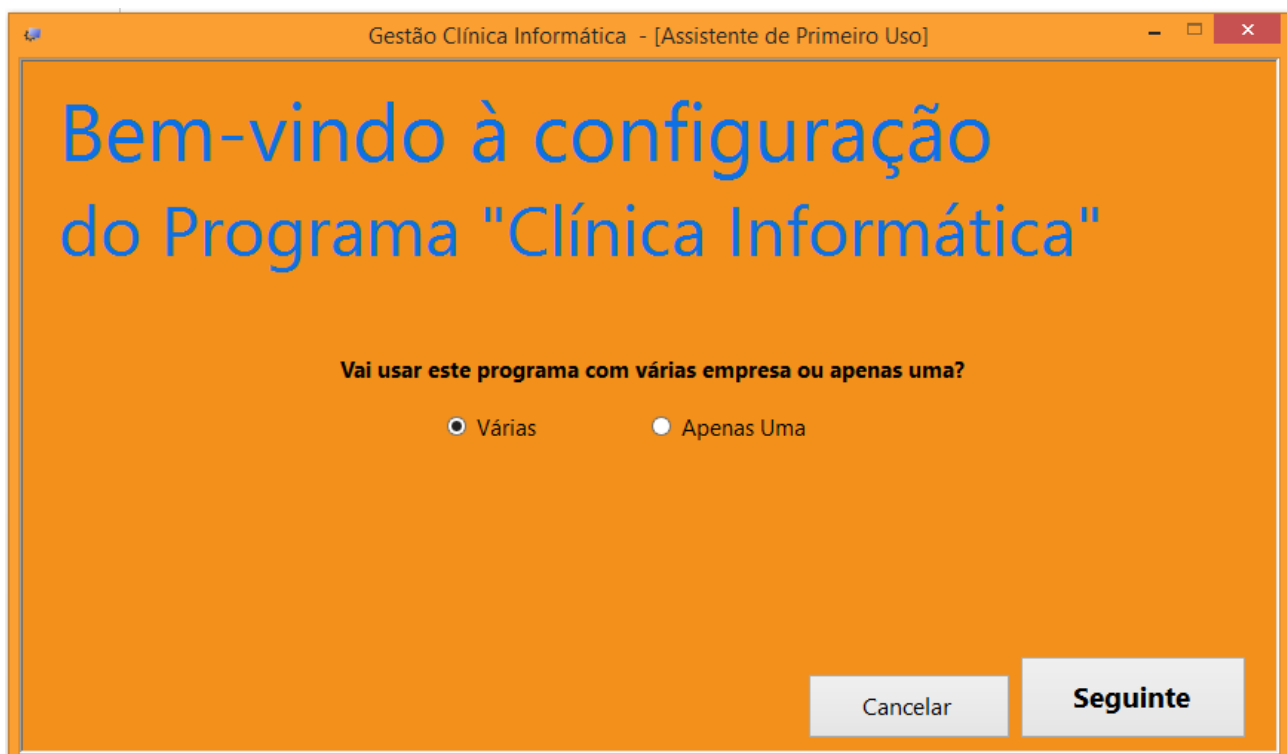 Gestão Clínica Informática - [Assistente de Primeiro Uso]
Bem-vindo à configuração
do Programa "Clínica Informática"
Vai usar este programa com várias empresa ou apenas uma?
Várias Apenas Uma
Cancelar Seguinte